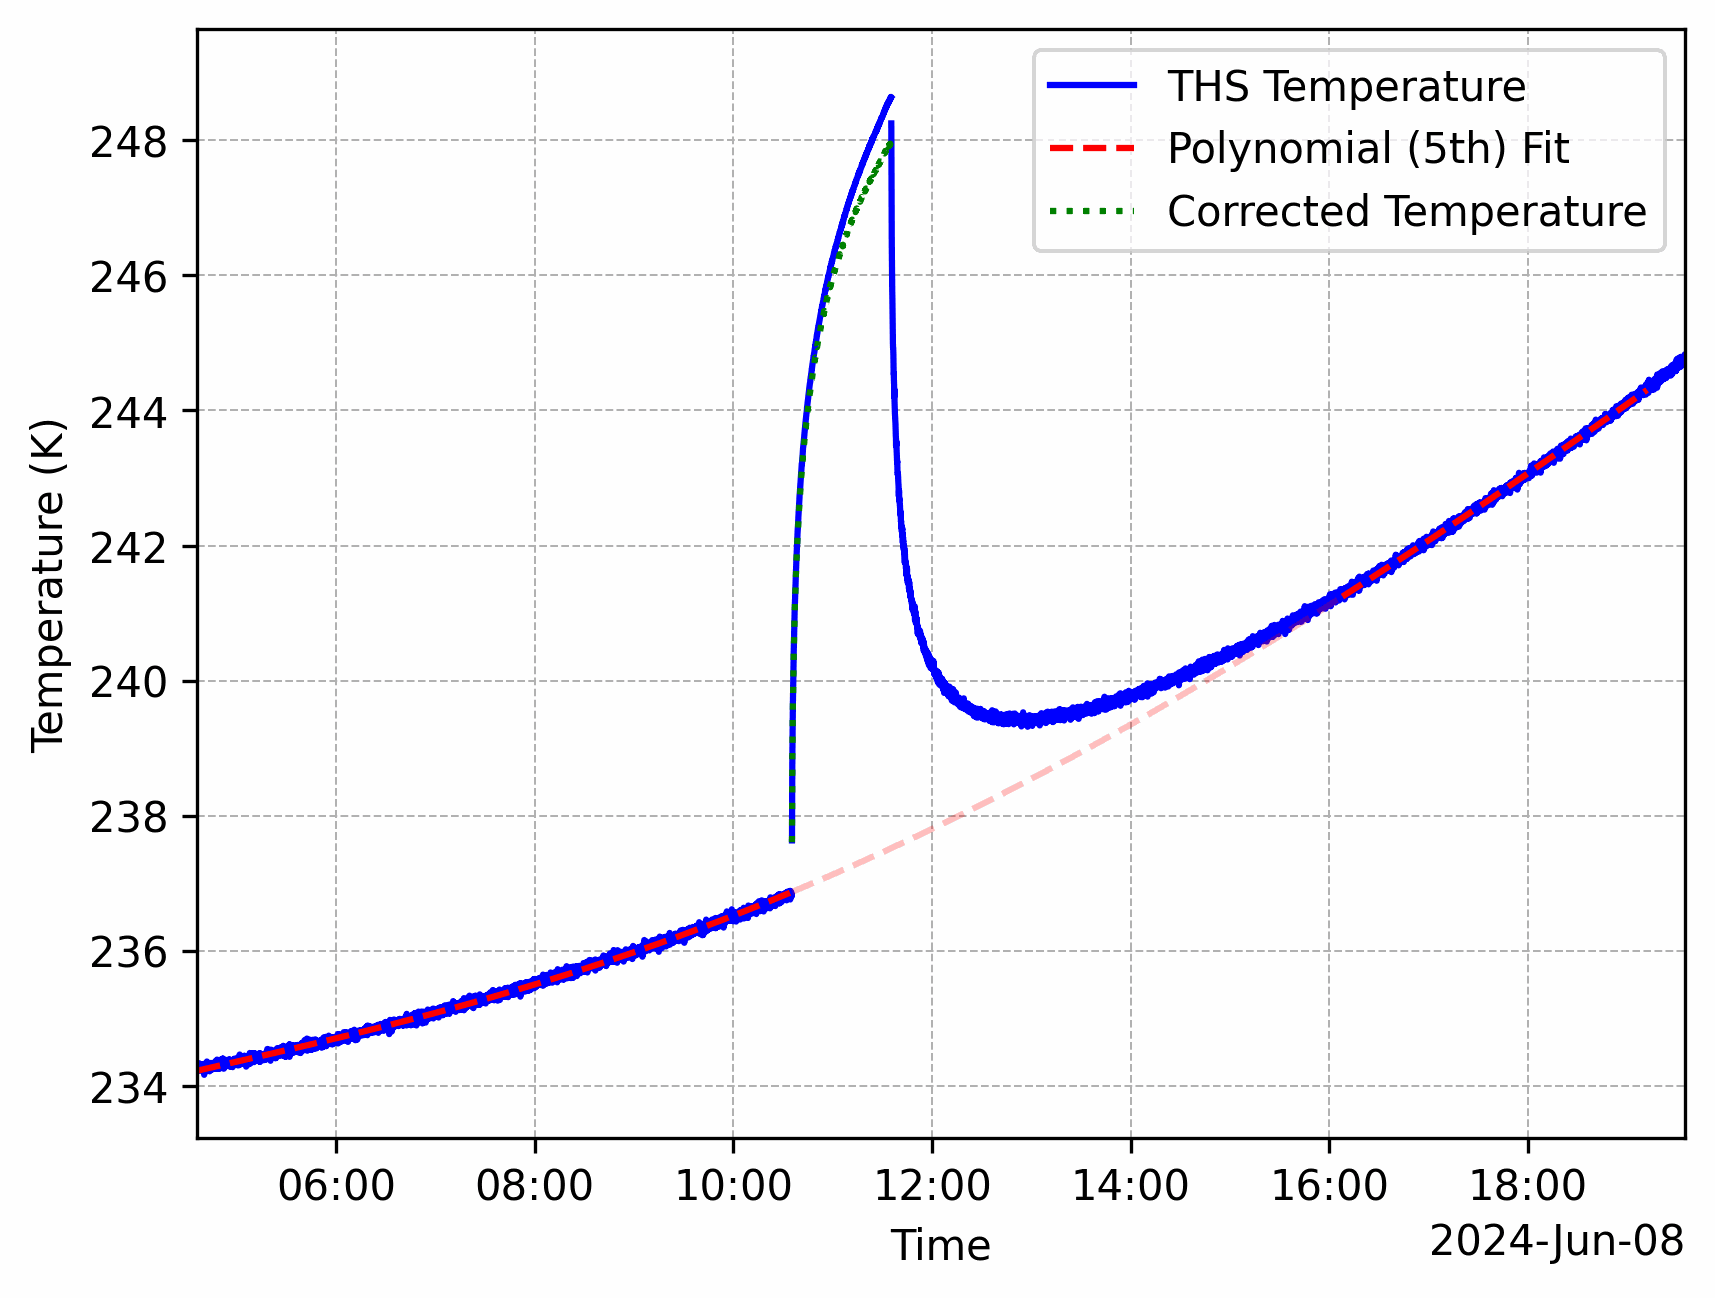 THS Temperature
Polynomial (5th) Fit
Corrected Temperature
248
246
244
242
240
238
236
234
Temperature (K)
06:00 08:00 10:00 12:00 14:00 16:00 18:00
Time
2024-Jun-08